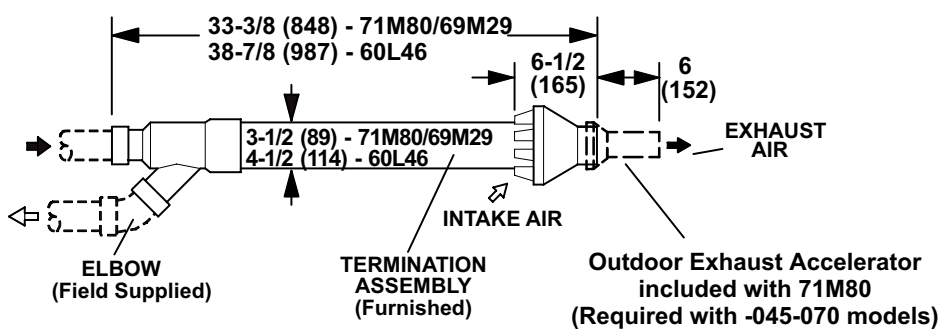 33-3/8 (848) - 71M80/69M29
38-7/8 (987) - 60L46
6-1/2
(165)
6
(152)
3-1/2 (89) - 71M80/69M29
4-1/2 (114) - 60L46
EXHAUST
AIR
INTAKE AIR
ELBOW
(Field Supplied)
TERMINATION
ASSEMBLY
(Furnished)
Outdoor Exhaust Accelerator
included with 71M80
(Required with -045-070 models)